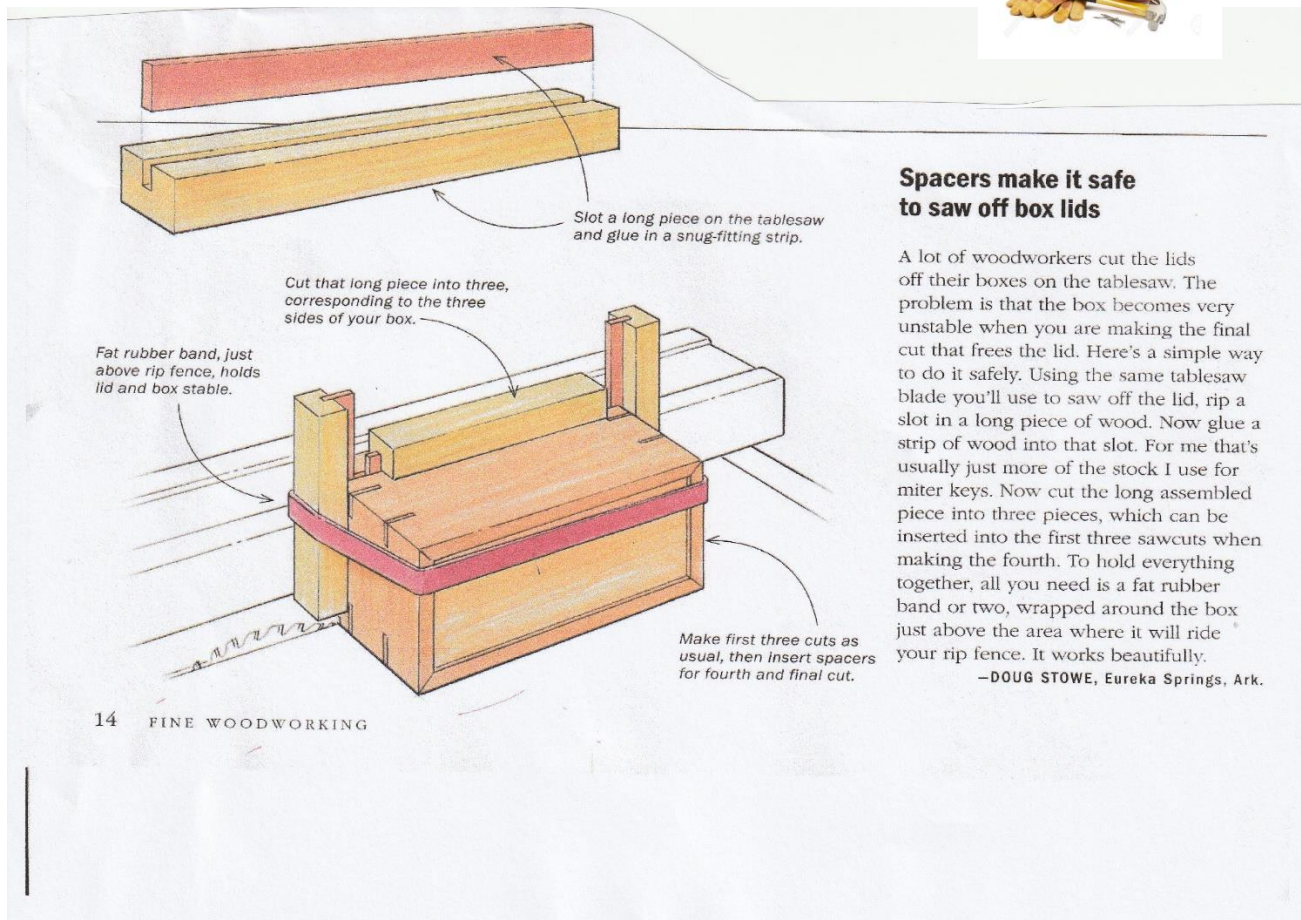 Slot a long piece on the tablesaw
and glue in a snug-fitting strip.
Cut that long piece into three,
corresponding to the three
sides of your box.
Fat rubber band, just
above rip fence, holds
lid and box stable.
Make first three cuts as
usual, then insert spacers
for fourth and final cut.
Spacers make it safe
to saw off box lids
A lot of woodworkers cut the lids
off their boxes on the tablesaw. The
problem is that the box becomes very
unstable when you are making the final
cut that frees the lid. Here's a simple way
to do it safely. Using the same tablesaw
blade you'll use to saw off the lid, rip a
slot in a long piece of wood. Now glue a
strip of wood into that slot. For me that's
usually just more of the stock I use for
miter keys. Now cut the long assembled
piece into three pieces, which can be
inserted into the first three sawcuts when
making the fourth. To hold everything
together, all you need is a fat rubber
band or two, wrapped around the box
just above the area where it will ride
your rip fence. It works beautifully.
—DOUG STOWE, Eureka Springs, Ark.
14 FINE WOODWORKING